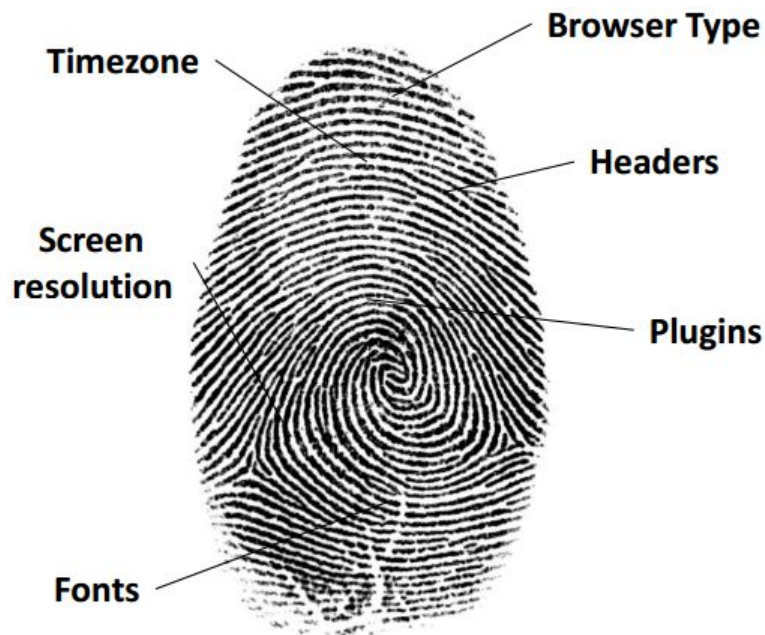 Browser Type
Timezone
Headers
Screen
resolution
Plugins
Fonts